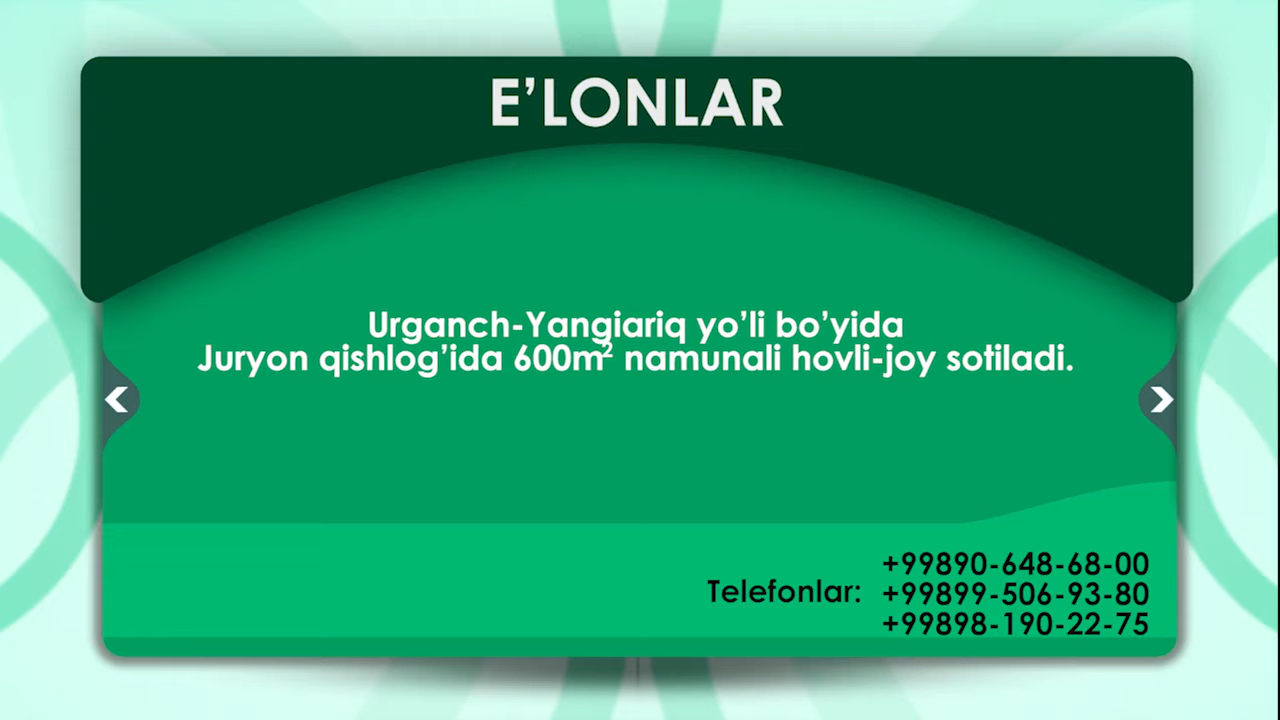 E’LONLAR
Urganch-Yangiariq yo’li bo’yida
Juryon qishlog’ida 600m² namunali hovli-joy sotiladi.
Telefonlar:
+99890-648-68-00
+99899-506-93-80
+99898-190-22-75